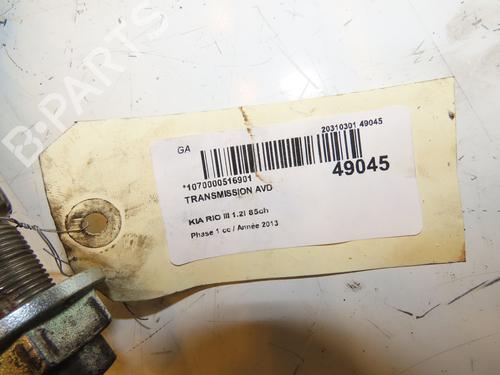 GA
20310301 49045
*1070000516901
49045
TRANSMISSION AVD
KIA RIO III 1.2I 85ch
Phase 1 cc / Année 2013
B-PARTS